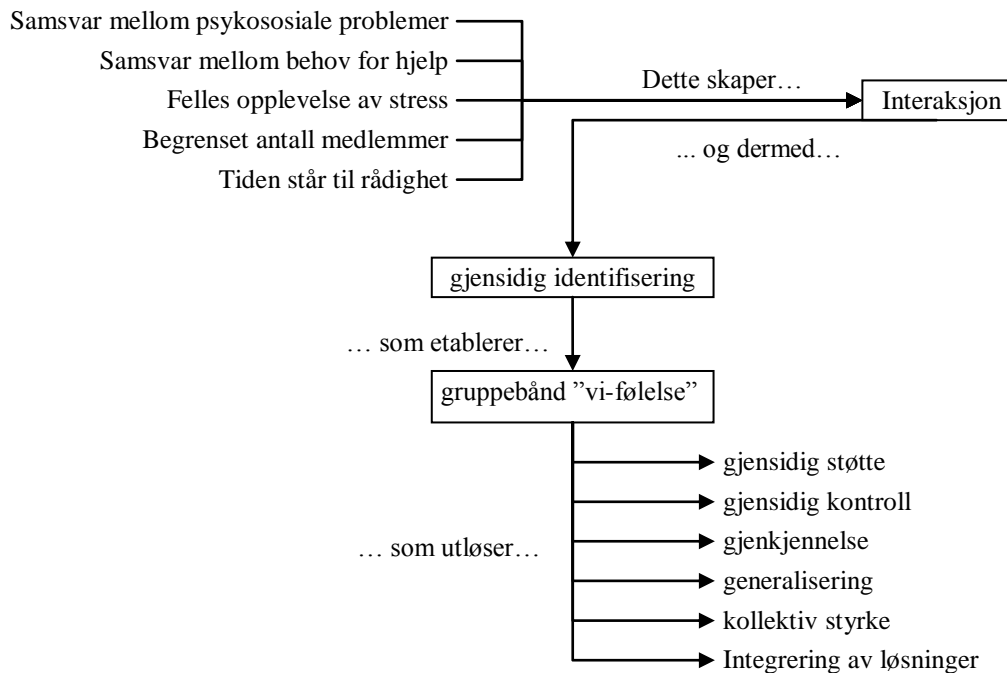 Samsvar mellom psykososiale problemer
Samsvar mellom behov for hjelp
Felles opplevelse av stress
Begrenset antall medlemmer
Tiden står til rådighet
Dette skaper…
Interaksjon
... og dermed…
gjensidig identifisering
… som etablerer…
gruppebånd ”vi-følelse”
… som utløser…
gjensidig støtte
gjensidig kontroll
gjenkjennelse
generalisering
kollektiv styrke
Integrering av løsninger